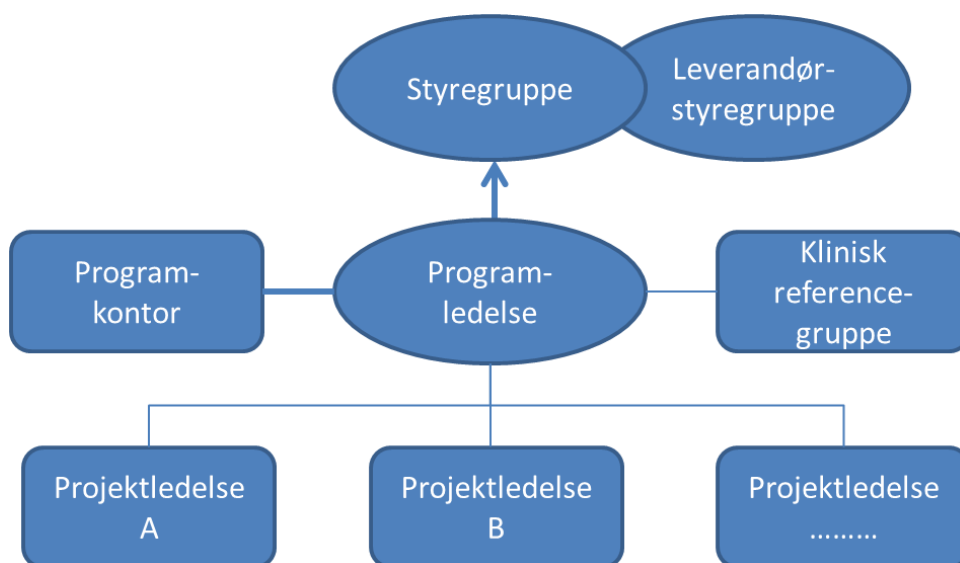 Styregruppe
Leverandør-
styregruppe
Program-
kontor
Program-
ledelse
Klinisk
reference-
gruppe
Projektledelse
A
Projektledelse
B
Projektledelse
.........